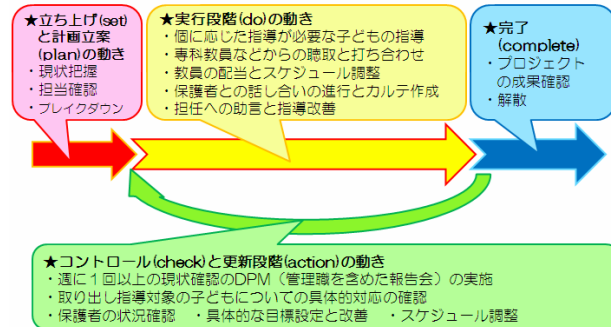 ★立ち上げ(set)
と計画立案
(plan)の動き
・現状把握
・担当確認
・ブレイクダウン
★実行段階(do)の動き
・個に応じた指導が必要な子どもの指導
・専科教員などからの聴取と打ち合わせ
・教員の配当とスケジュール調整
・保護者との話し合いの進行とカルテ作成
・担任への助言と指導改善
★完了
(complete)
・プロジェクト
の成果確認
・解散
★コントロール(check)と更新段階(action)の動き
・週に１回以上の現状確認のDPM（管理職を含めた報告会）の実施
・取り出し指導対象の子どもについての具体的対応の確認
・保護者の状況確認　・具体的な目標設定と改善　・スケジュール調整